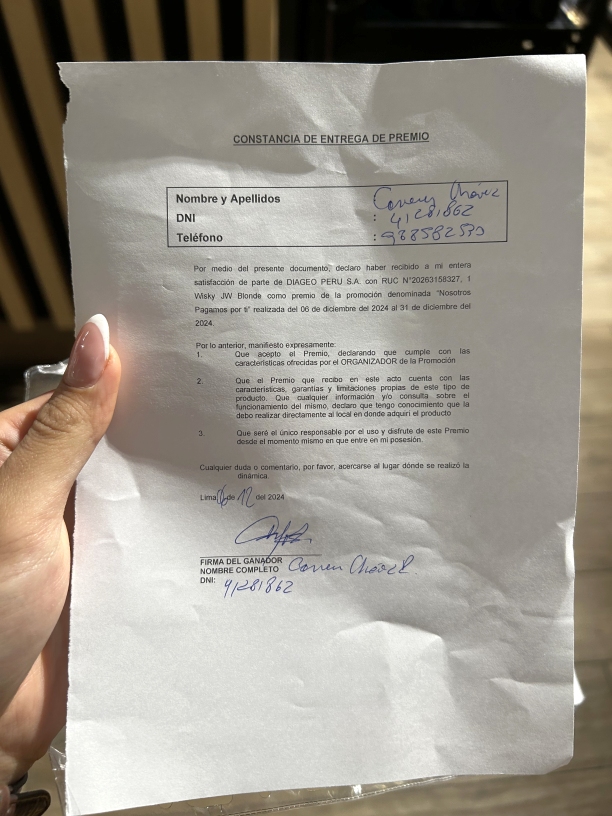 CONSTANCIA DE ENTREGA DE PREMIO
Nombre y Apellidos Chávez
DNI : 41281862
Teléfono :
Por medio del presente documento, declaro haber recibido a mi entera
satisfacción de parte de DIAGEO PERU S.A. con RUC N°20263158327, 1
Wisky JW Blonde como premio de la promoción denominada "Nosotros
Pagamos por ti" realizada del 06 de diciembre del 2024 al 31 de diciembre del
2024.
Por lo anterior, manifiesto expresamente:
1. Que acepto el Premio, declarando que cumple con las
características ofrecidas por el ORGANIZADOR de la Promoción
2. Que el Premio que recibo en este acto cuenta con las
características, garantías y limitaciones propias de este tipo de
producto. Que cualquier información y/o consulta sobre el
funcionamiento del mismo, declaro que tengo conocimiento que la
debo realizar directamente al local en donde adquirí el producto
3. Que seré el único responsable por el uso y disfrute de este Premio
desde el momento mismo en que entre en mi posesión.
Cualquier duda o comentario, por favor, acercarse al lugar dónde se realizó la
dinámica.
Lima de 12 del 2024
FIRMA DEL GANADOR
NOMBRE COMPLETO Carren Chávez
DNI: 41281862